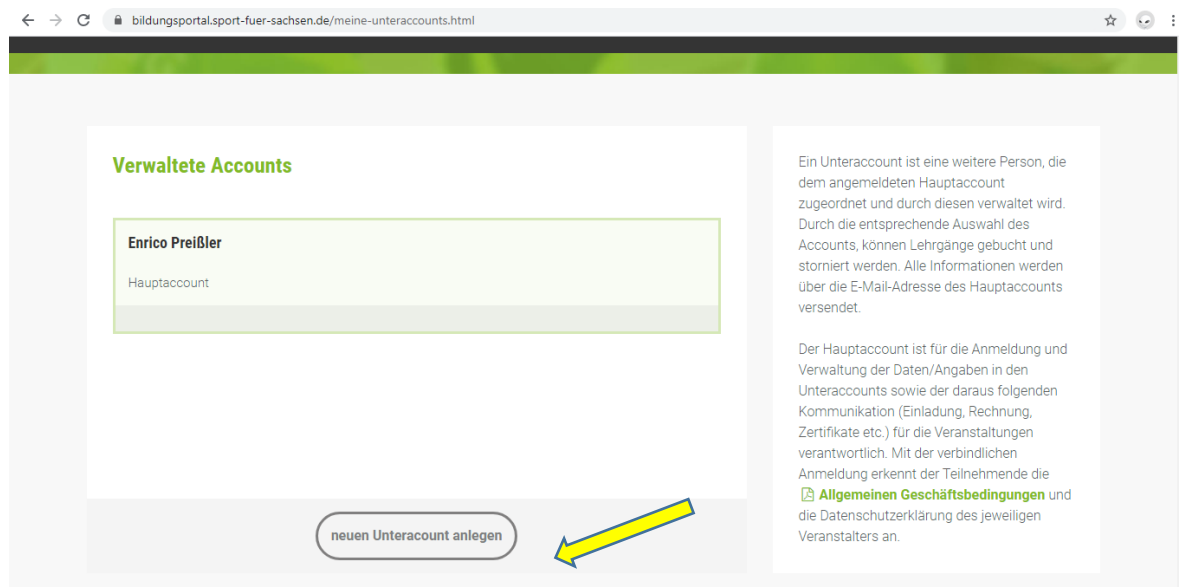 bildungsportal.sport-fuer-sachsen.de/meine-unteraccounts.html
Verwaltete Accounts
Enrico Preißler
Hauptaccount
neuen Unteracount anlegen
Ein Unteraccount ist eine weitere Person, die
dem angemeldeten Hauptaccount
zugeordnet und durch diesen verwaltet wird.
Durch die entsprechende Auswahl des
Accounts, können Lehrgänge gebucht und
storniert werden. Alle Informationen werden
über die E-Mail-Adresse des Hauptaccounts
versendet.
Der Hauptaccount ist für die Anmeldung und
Verwaltung der Daten/Angaben in den
Unteraccounts sowie der daraus folgenden
Kommunikation (Einladung, Rechnung,
Zertifikate etc.) für die Veranstaltungen
verantwortlich. Mit der verbindlichen
Anmeldung erkennt der Teilnehmende die
Allgemeinen Geschäftsbedingungen und
die Datenschutzerklärung des jeweiligen
Veranstalters an.